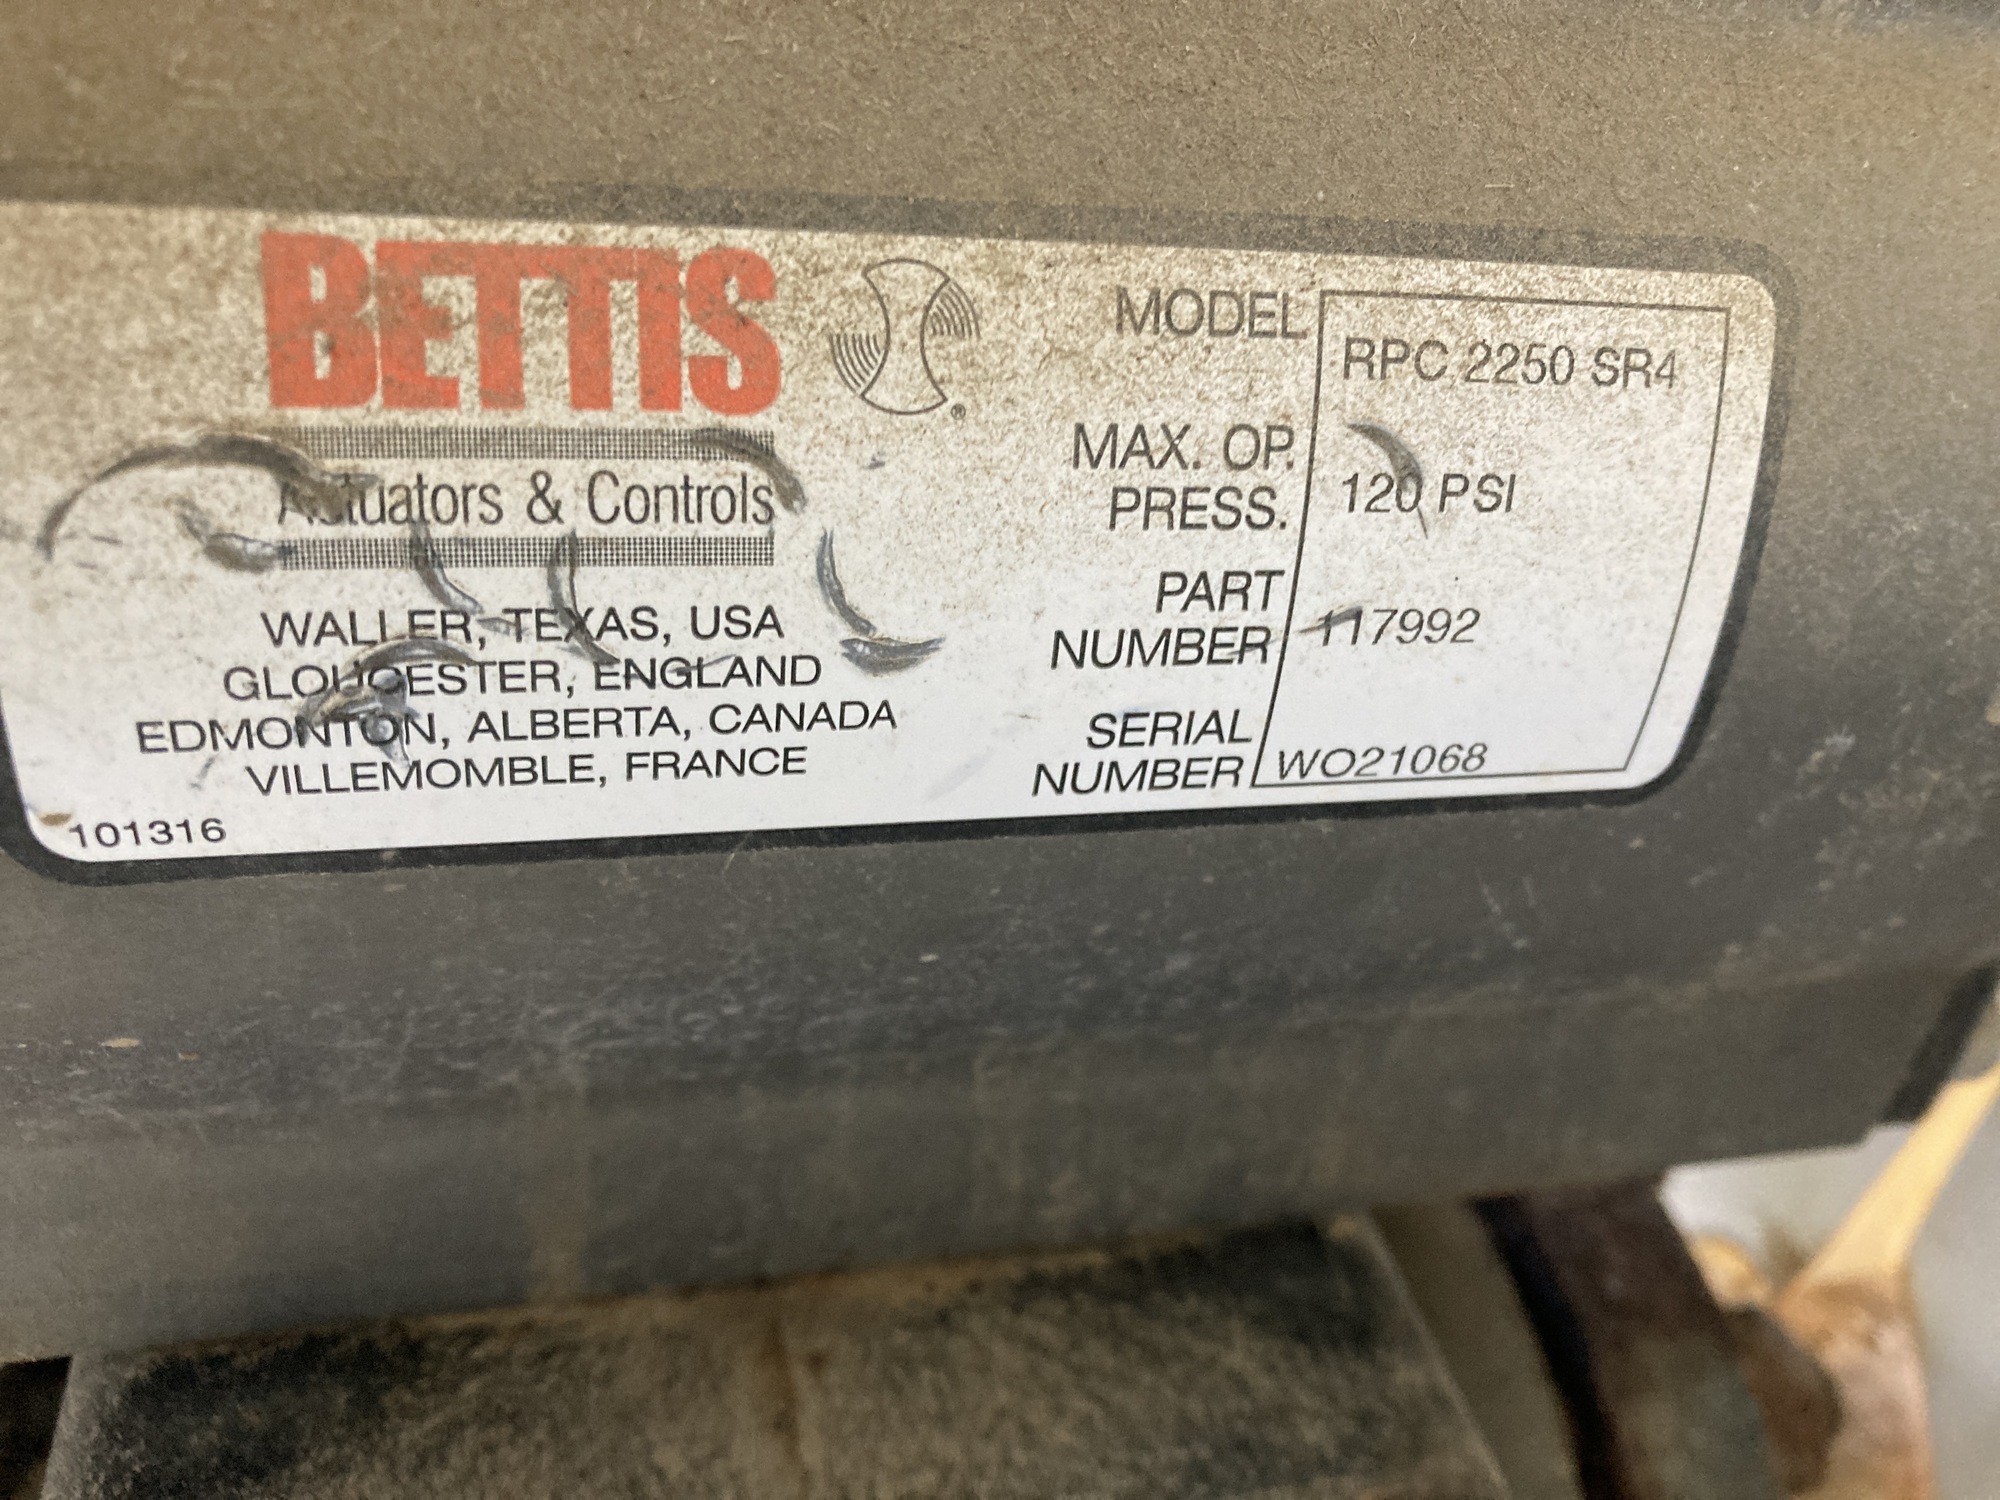 BETTIS
®
Actuators & Controls
WALLER, TEXAS, USA
GLOUCESTER, ENGLAND
EDMONTON, ALBERTA, CANADA
VILLEMOMBLE, FRANCE
101316
MODEL RPC 2250 SR4
MAX. OP.
PRESS. 120 PSI
PART
NUMBER 117992
SERIAL
NUMBER WO21068